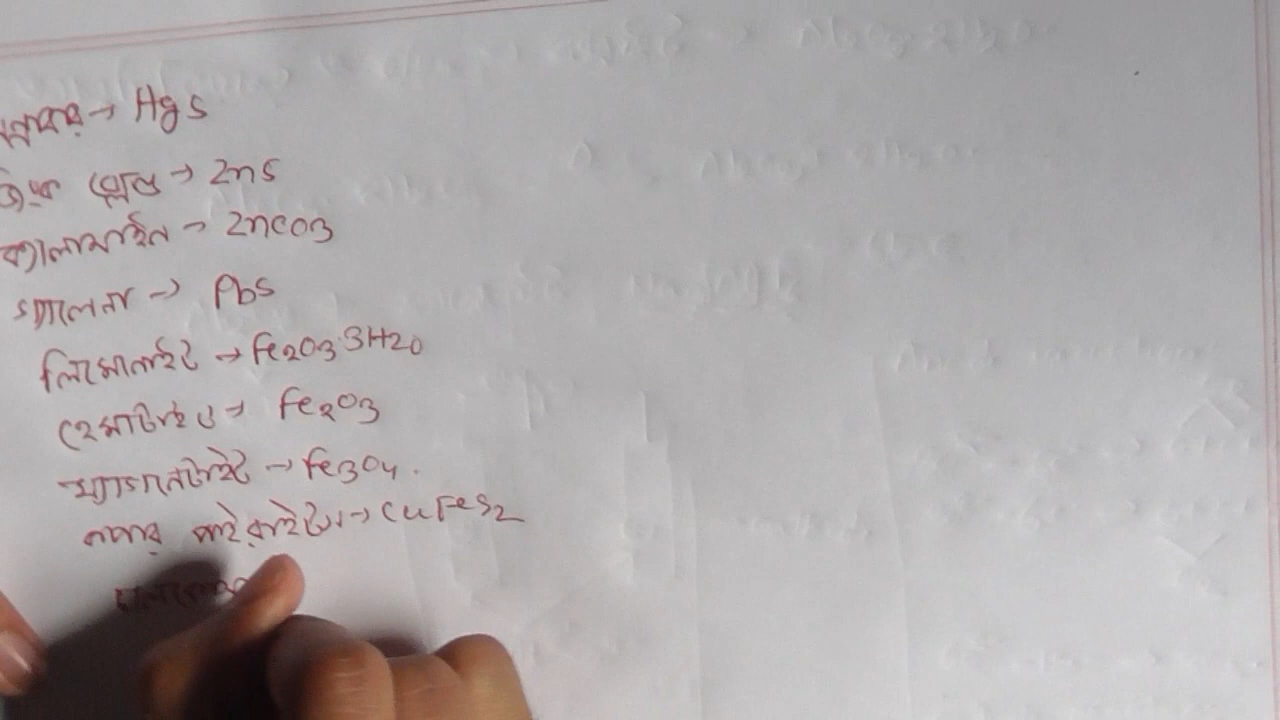 → HgS
জিংক ব্লেন্ড → ZnS
ক্যালামাইন → ZnCO3
গ্যালেনা → PbS
লিমোনাইট → Fe2O3 3H2O
হেমাটাইট → Fe2O3
ম্যাগনেটাইট → Fe3O4.
কপার পাইরাইটস → CuFeS2